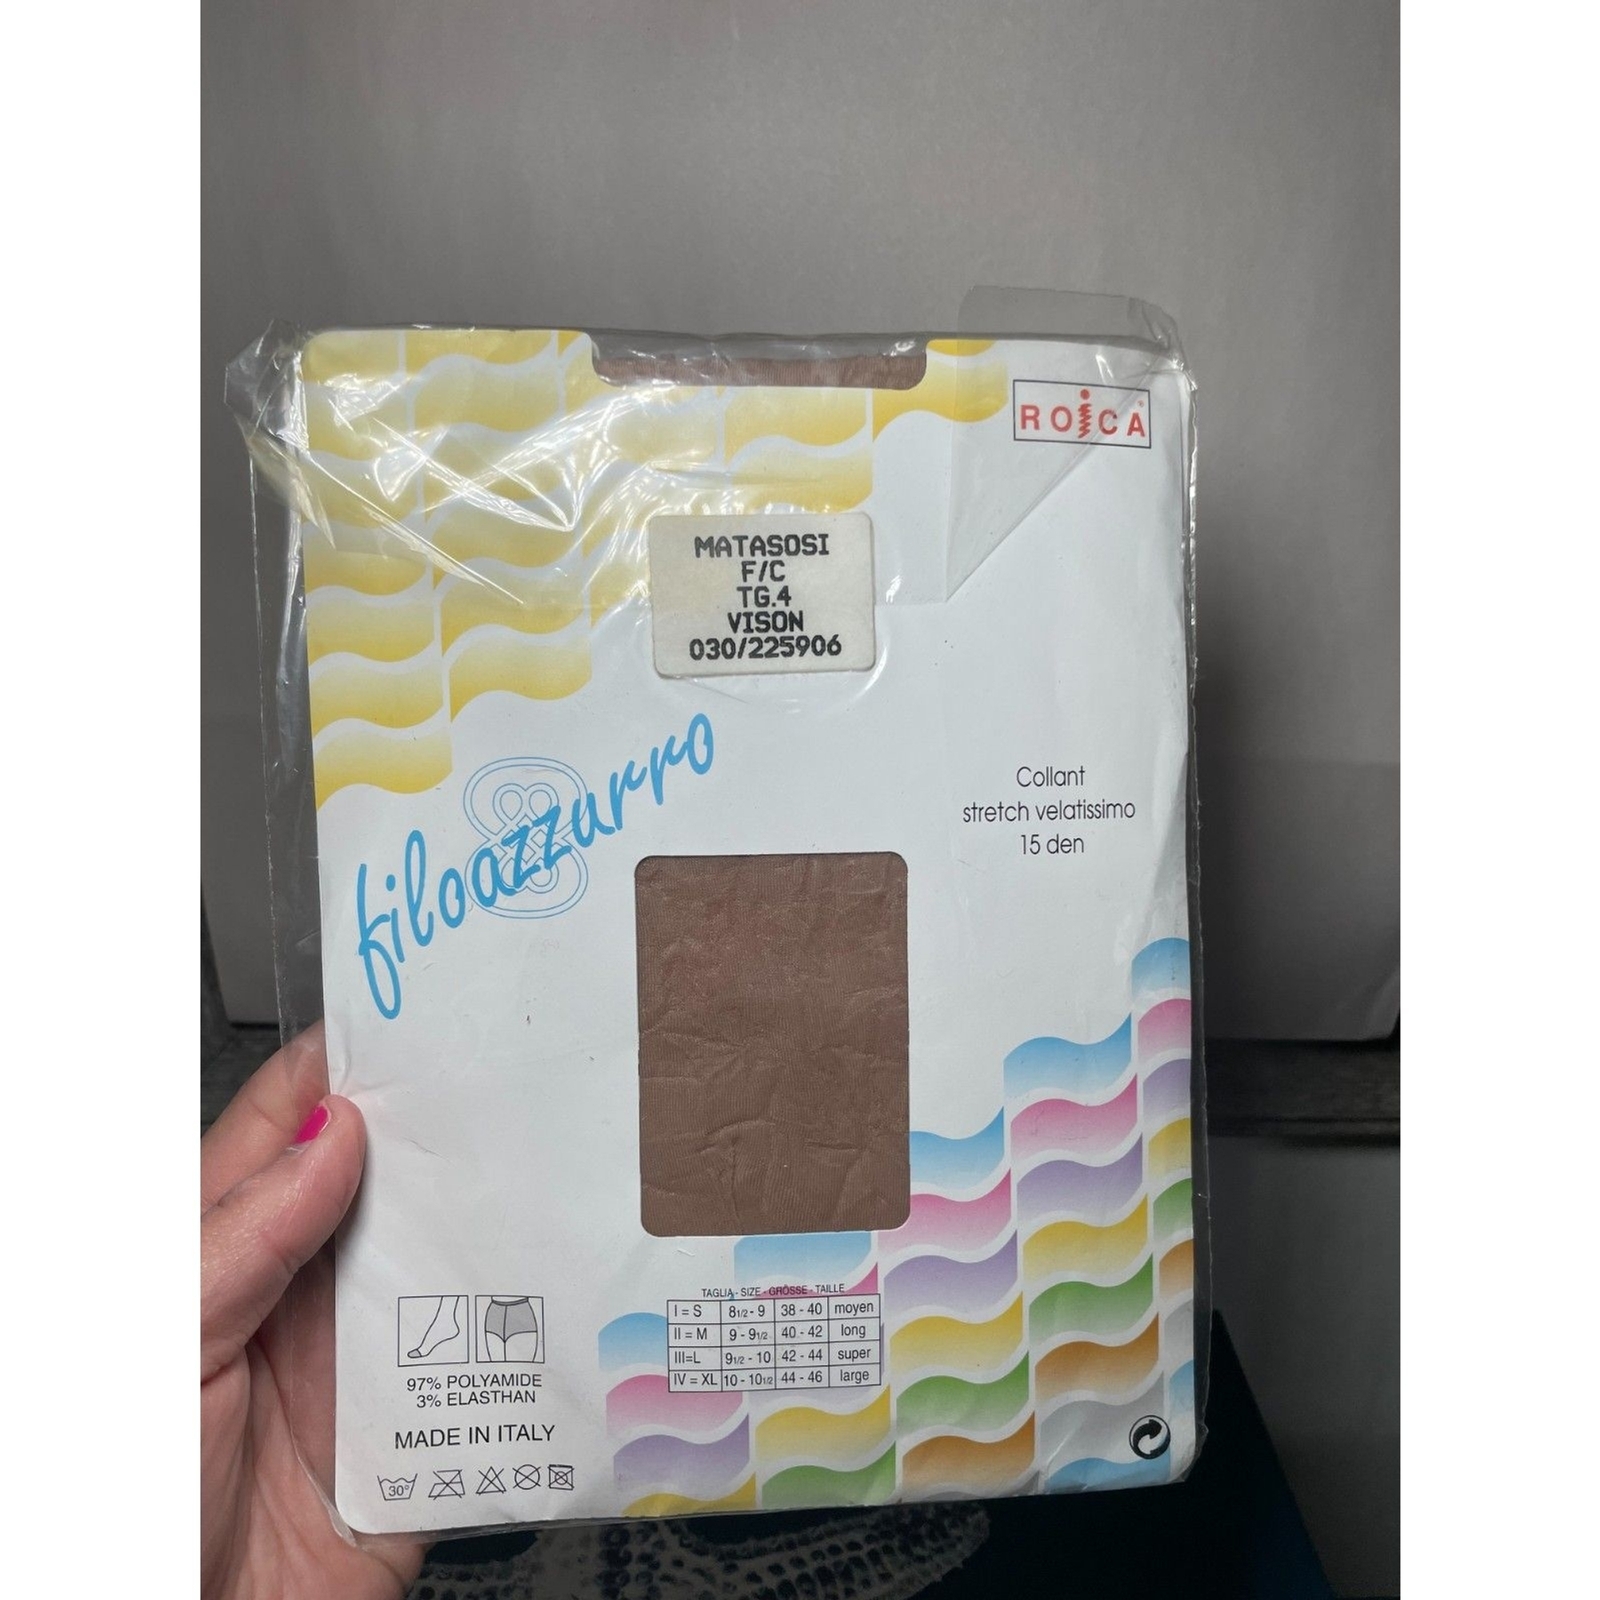 ROICA
MATASOSI
F/C
TG.4
VISON
030/225906
filoazzurro
Collant
stretch velatissimo
15 den
TAGLIA - SIZE - GRÖSSE - TAILLE
I = S 8 1/2 - 9 38 - 40 moyen
II = M 9 - 9 1/2 40 - 42 long
III=L 9 1/2 - 10 42 - 44 super
IV = XL 10 - 10 1/2 44 - 46 large
97% POLYAMIDE
3% ELASTHAN
MADE IN ITALY
30°